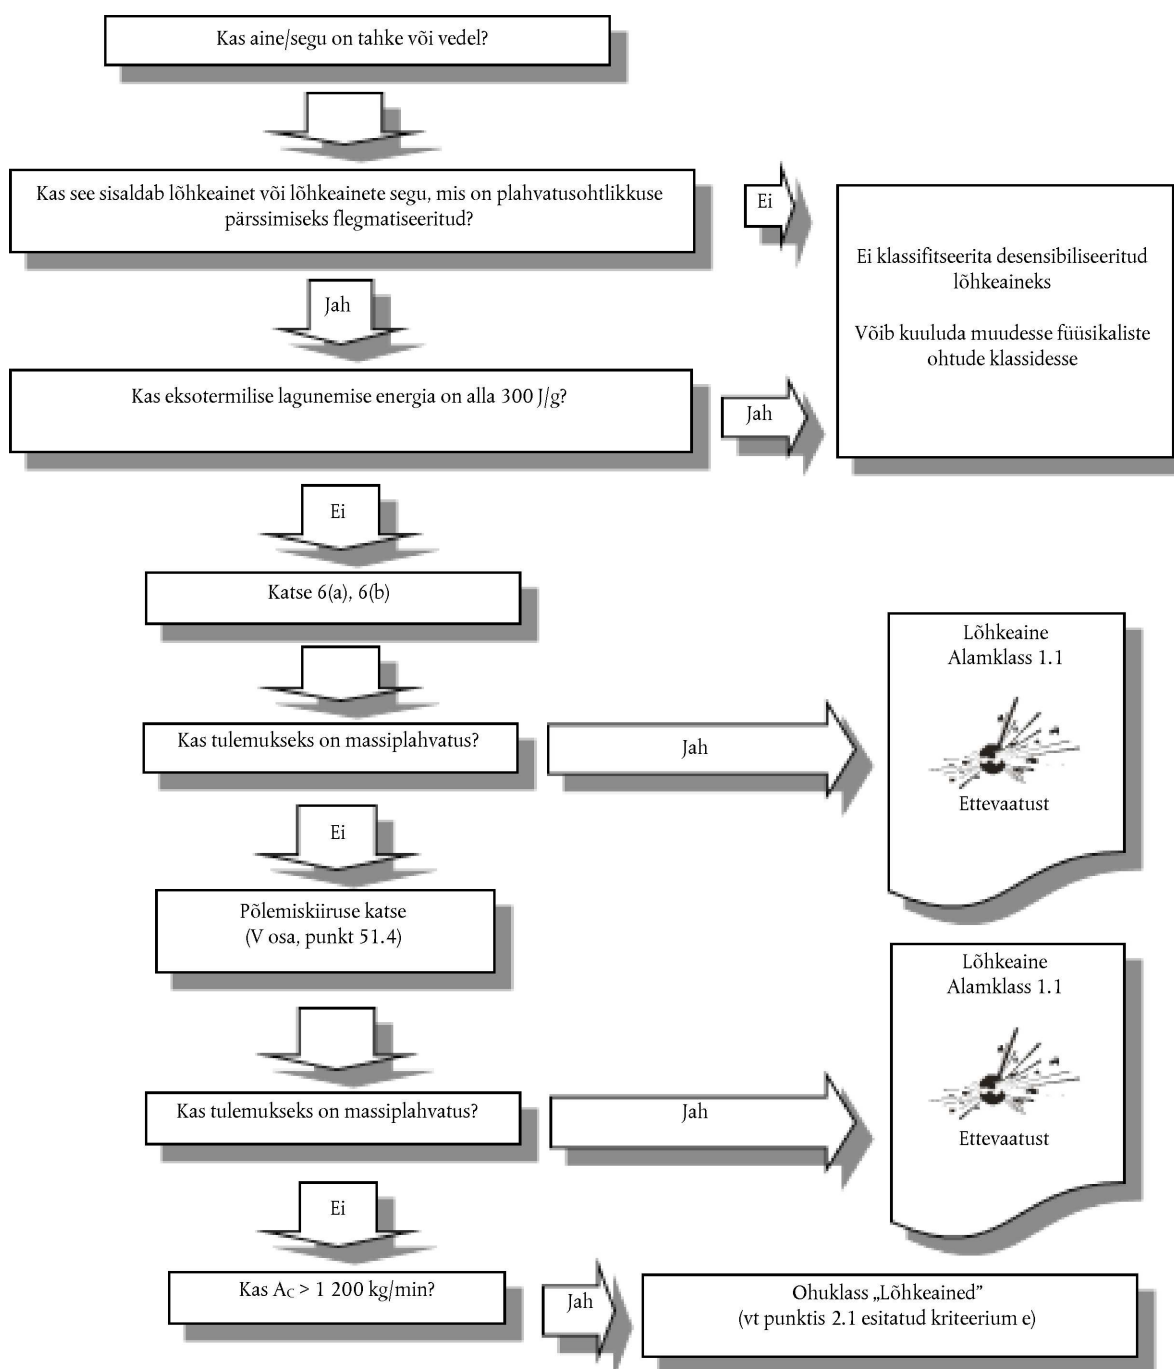 Kas aine/segu on tahke või vedel?
Kas see sisaldab lõhkeainet või lõhkeainete segu, mis on plahvatusohtlikkuse
pärssimiseks flegmatiseeritud?
Ei
Ei klassifitseerita desensibiliseeritud
lõhkeaineks
Võib kuuluda muudesse füüsikaliste
ohtude klassidesse
Jah
Kas eksotermilise lagunemise energia on alla 300 J/g?
Jah
Ei
Katse 6(a), 6(b)
Kas tulemukseks on massiplahvatus?
Jah
Lõhkeaine
Alamklass 1.1
Ettevaatust
Ei
Põlemiskiiruse katse
(V osa, punkt 51.4)
Kas tulemukseks on massiplahvatus?
Jah
Lõhkeaine
Alamklass 1.1
Ettevaatust
Ei
Kas AC > 1 200 kg/min?
Jah
Ohuklass „Lõhkeained”
(vt punktis 2.1 esitatud kriteerium e)